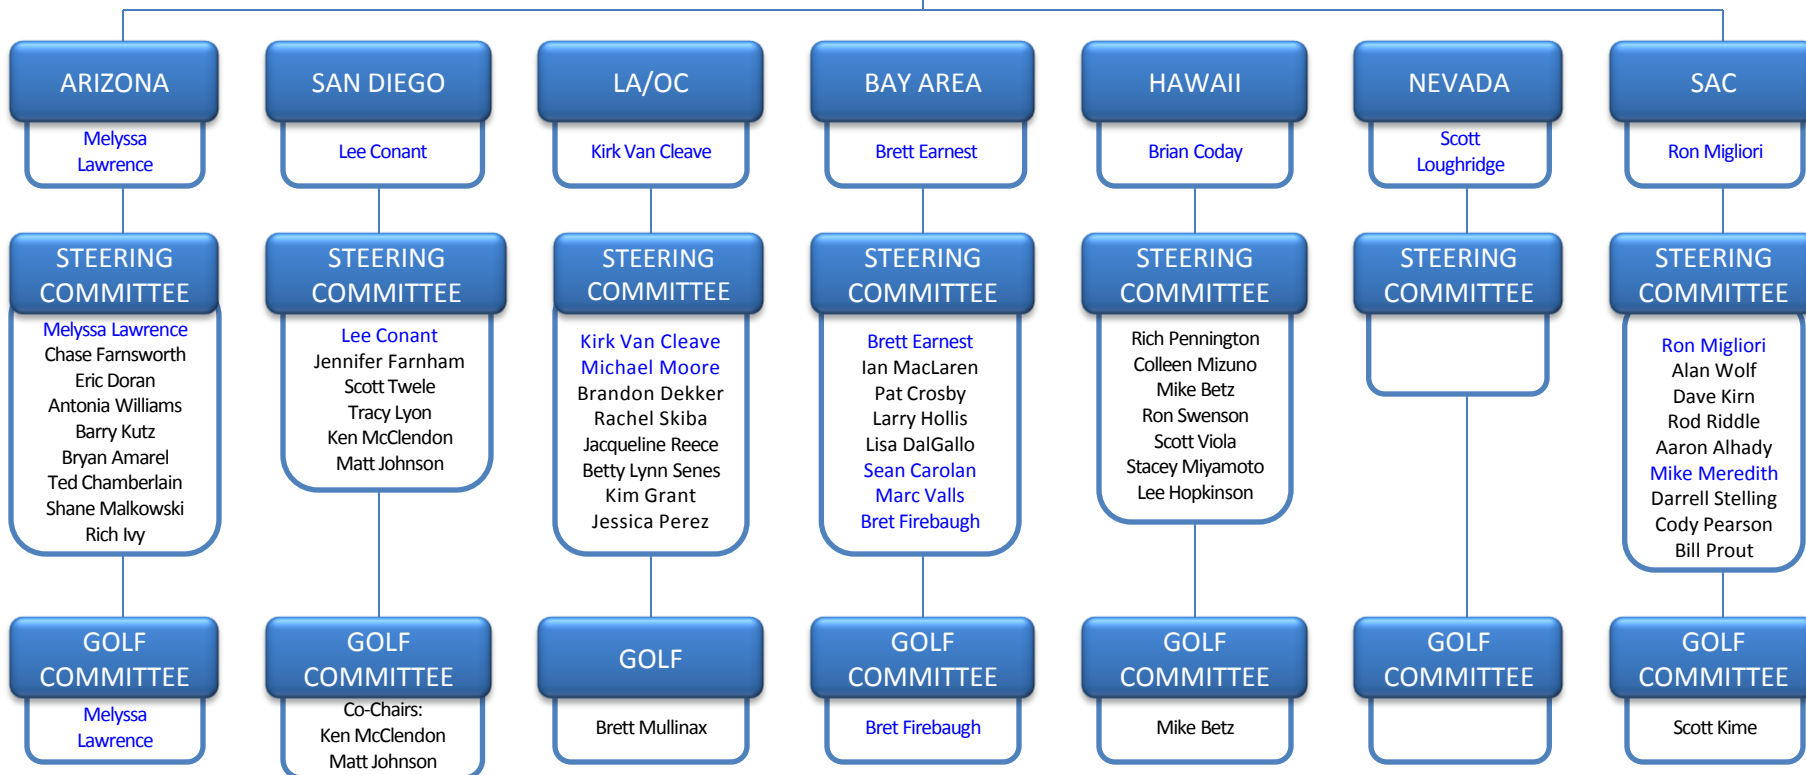 ARIZONA
Melyssa
Lawrence
STEERING
COMMITTEE
Melyssa Lawrence
Chase Farnsworth
Eric Doran
Antonia Williams
Barry Kutz
Bryan Amarel
Ted Chamberlain
Shane Malkowski
Rich Ivy
GOLF
COMMITTEE
Melyssa
Lawrence
SAN DIEGO
Lee Conant
STEERING
COMMITTEE
Lee Conant
Jennifer Farnham
Scott Twele
Tracy Lyon
Ken McClendon
Matt Johnson
GOLF
COMMITTEE
Co-Chairs:
Ken McClendon
Matt Johnson
LA/OC
Kirk Van Cleave
STEERING
COMMITTEE
Kirk Van Cleave
Michael Moore
Brandon Dekker
Rachel Skiba
Jacqueline Reece
Betty Lynn Senes
Kim Grant
Jessica Perez
GOLF
Brett Mullinax
BAY AREA
Brett Earnest
STEERING
COMMITTEE
Brett Earnest
Ian MacLaren
Pat Crosby
Larry Hollis
Lisa DalGallo
Sean Carolan
Marc Valls
Bret Firebaugh
GOLF
COMMITTEE
Bret Firebaugh
HAWAII
Brian Coday
STEERING
COMMITTEE
Rich Pennington
Colleen Mizuno
Mike Betz
Ron Swenson
Scott Viola
Stacey Miyamoto
Lee Hopkinson
GOLF
COMMITTEE
Mike Betz
NEVADA
Scott
Loughridge
STEERING
COMMITTEE
GOLF
COMMITTEE
SAC
Ron Migliori
STEERING
COMMITTEE
Ron Migliori
Alan Wolf
Dave Kirn
Rod Riddle
Aaron Alhady
Mike Meredith
Darrell Stelling
Cody Pearson
Bill Prout
GOLF
COMMITTEE
Scott Kime